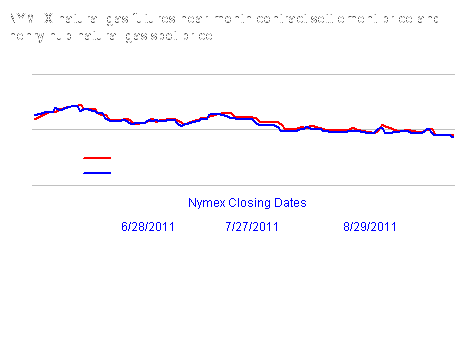 NYMEX natural gas futures near-month contract settlement price and
henry hub natural gas spot price
Nymex Closing Dates
6/28/2011 7/27/2011 8/29/2011